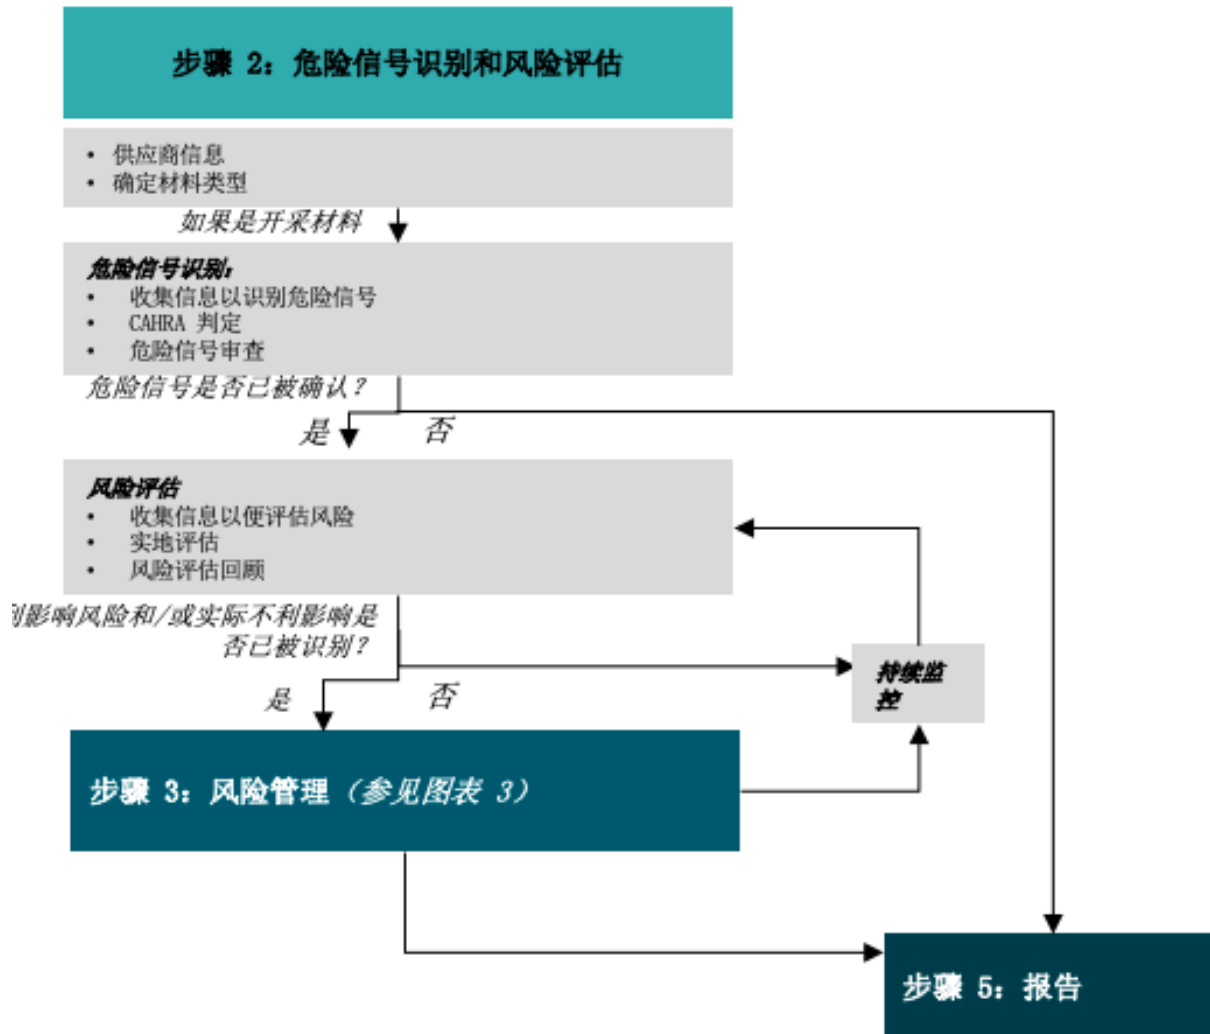 步骤 2：危险信号识别和风险评估
• 供应商信息
• 确定材料类型
如果是开采材料
危险信号识别：
• 收集信息以识别危险信号
• CAHRA 判定
• 危险信号审查
危险信号是否已被确认？
是
否
风险评估
• 收集信息以便评估风险
• 实地评估
• 风险评估回顾
影响风险和/或实际不利影响是
否已被识别？
持续监
控
是
否
步骤 3：风险管理（参见图表 3）
步骤 5：报告